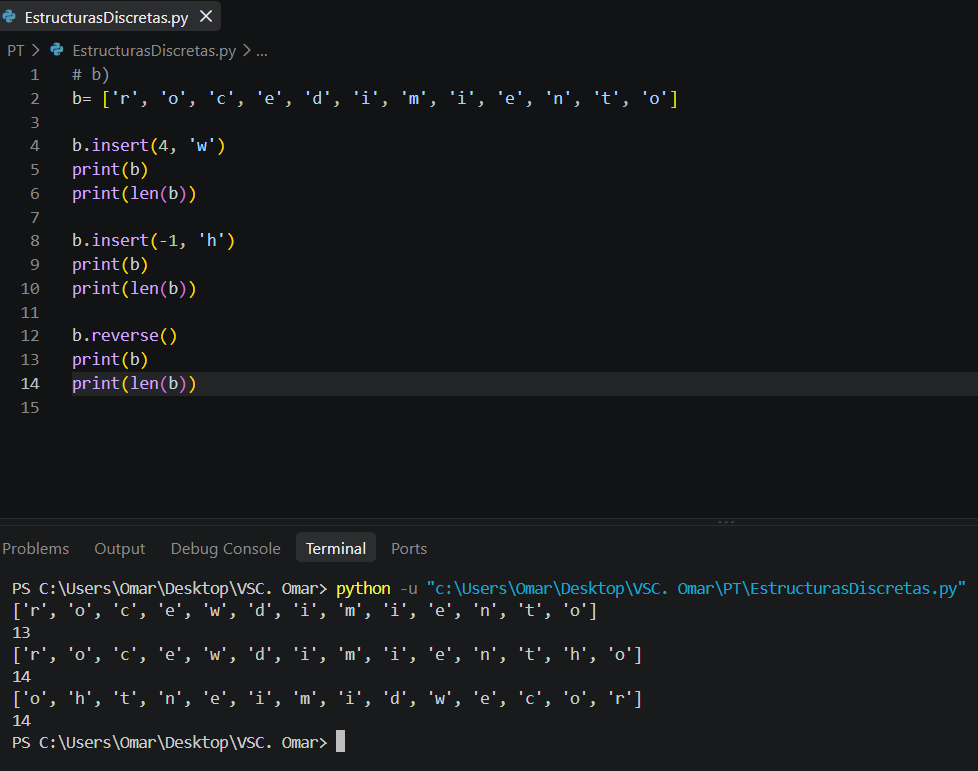 EstructurasDiscretas.py ×
PT > EstructurasDiscretas.py > ...
1 # b)
2 b= ['r', 'o', 'c', 'e', 'd', 'i', 'm', 'i', 'e', 'n', 't', 'o']
3
4 b.insert(4, 'w')
5 print(b)
6 print(len(b))
7
8 b.insert(-1, 'h')
9 print(b)
10 print(len(b))
11
12 b.reverse()
13 print(b)
14 print(len(b))
15
Problems Output Debug Console Terminal Ports
PS C:\Users\Omar\Desktop\VSC. Omar> python -u "c:\Users\Omar\Desktop\VSC. Omar\PT\EstructurasDiscretas.py"
['r', 'o', 'c', 'e', 'w', 'd', 'i', 'm', 'i', 'e', 'n', 't', 'o']
13
['r', 'o', 'c', 'e', 'w', 'd', 'i', 'm', 'i', 'e', 'n', 't', 'h', 'o']
14
['o', 'h', 't', 'n', 'e', 'i', 'm', 'i', 'd', 'w', 'e', 'c', 'o', 'r']
14
PS C:\Users\Omar\Desktop\VSC. Omar>